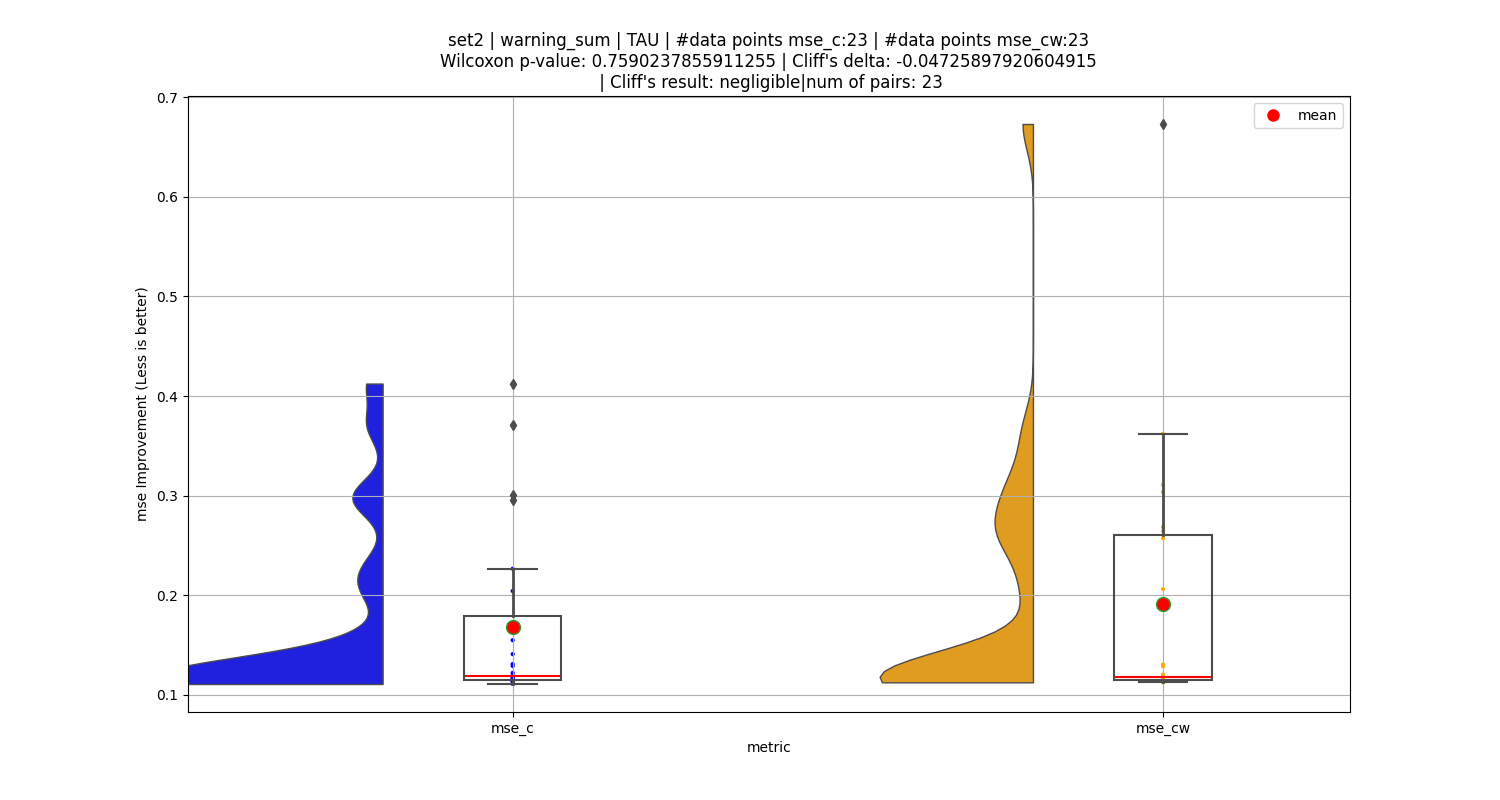 set2 | warning_sum | TAU | #data points mse_c:23 | #data points mse_cw:23
Wilcoxon p-value: 0.7590237855911255 | Cliff's delta: -0.04725897920604915
| Cliff's result: negligible|num of pairs: 23
mean
0.7
0.6
0.5
0.4
0.3
0.2
0.1
mse Improvement (Less is better)
mse_c
mse_cw
metric